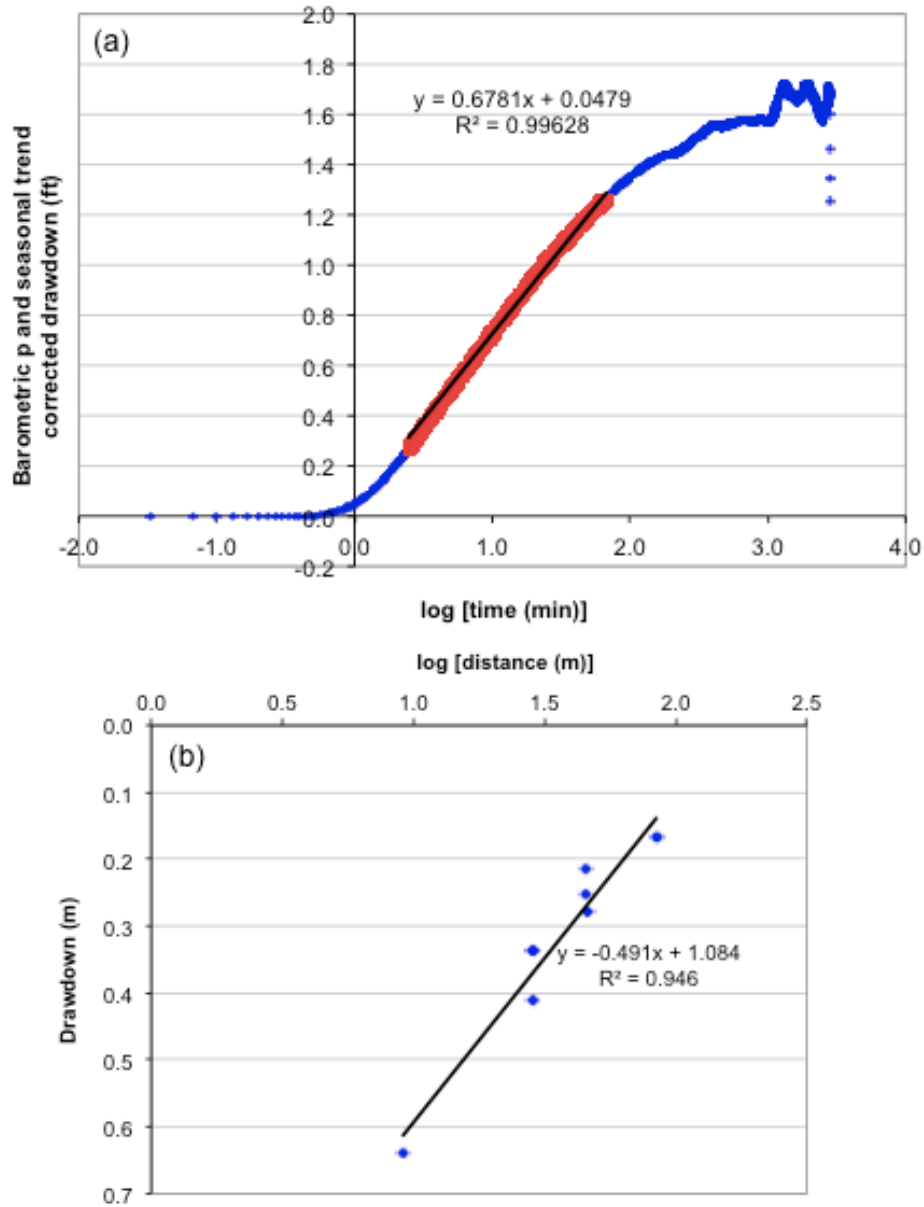 (a)
Barometric p and seasonal trend
corrected drawdown (ft)
2.0
1.8
1.6
1.4
1.2
1.0
0.8
0.6
0.4
0.2
0.0
-0.2
y = 0.6781x + 0.0479
R² = 0.99628
-2.0 -1.0 0.0 1.0 2.0 3.0 4.0
log [time (min)]
log [distance (m)]
0.0 0.5 1.0 1.5 2.0 2.5
(b)
Drawdown (m)
0.0
0.1
0.2
0.3
0.4
0.5
0.6
0.7
y = -0.491x + 1.084
R² = 0.946